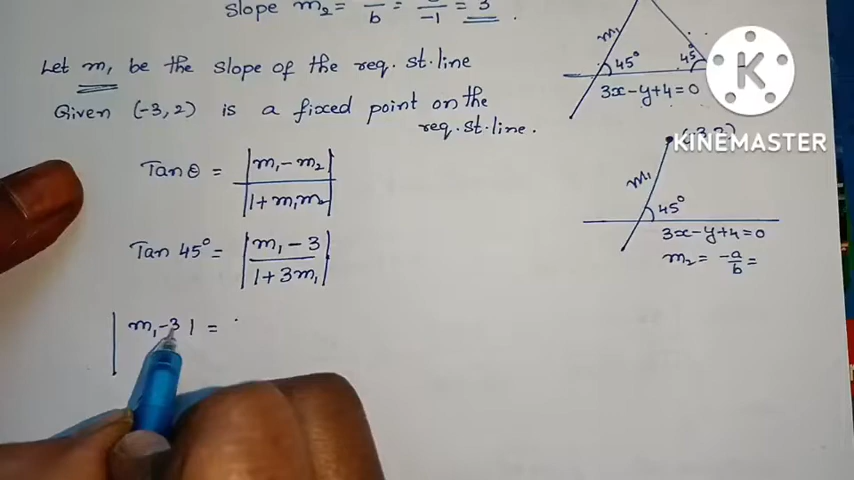 slope m₂ = — = — = 3 .
b -1
Let m₁ be the slope of the req. st. line
Given (-3, 2) is a fixed point on the
req. st. line.
Tan θ = | m₁ - m₂ / 1 + m₁m₂ |
Tan 45° = | m₁ - 3 / 1 + 3m₁ |
| m₁ - 3 | =
m₁
45° 45°
3x - y + 4 = 0
K
KINEMASTER
m₁
45°
3x - y + 4 = 0
m₂ = -a/b =